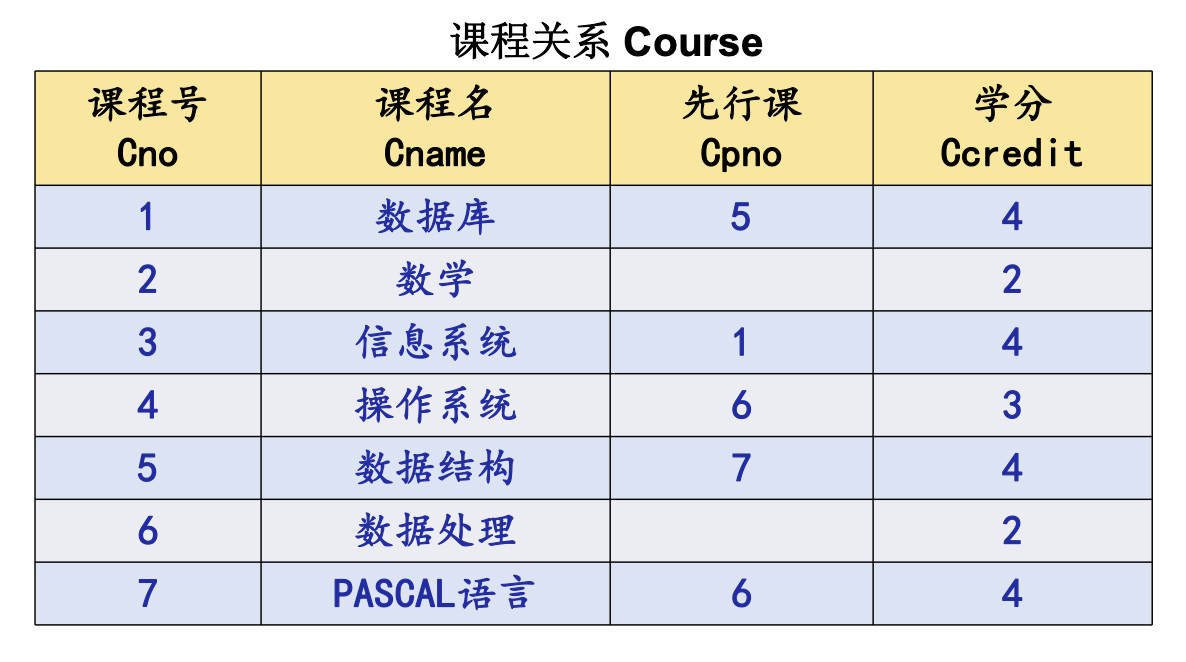 课程关系 Course
课程号 课程名 先行课 学分
Cno Cname Cpno Ccredit
1 数据库 5 4
2 数学 2
3 信息系统 1 4
4 操作系统 6 3
5 数据结构 7 4
6 数据处理 2
7 PASCAL语言 6 4